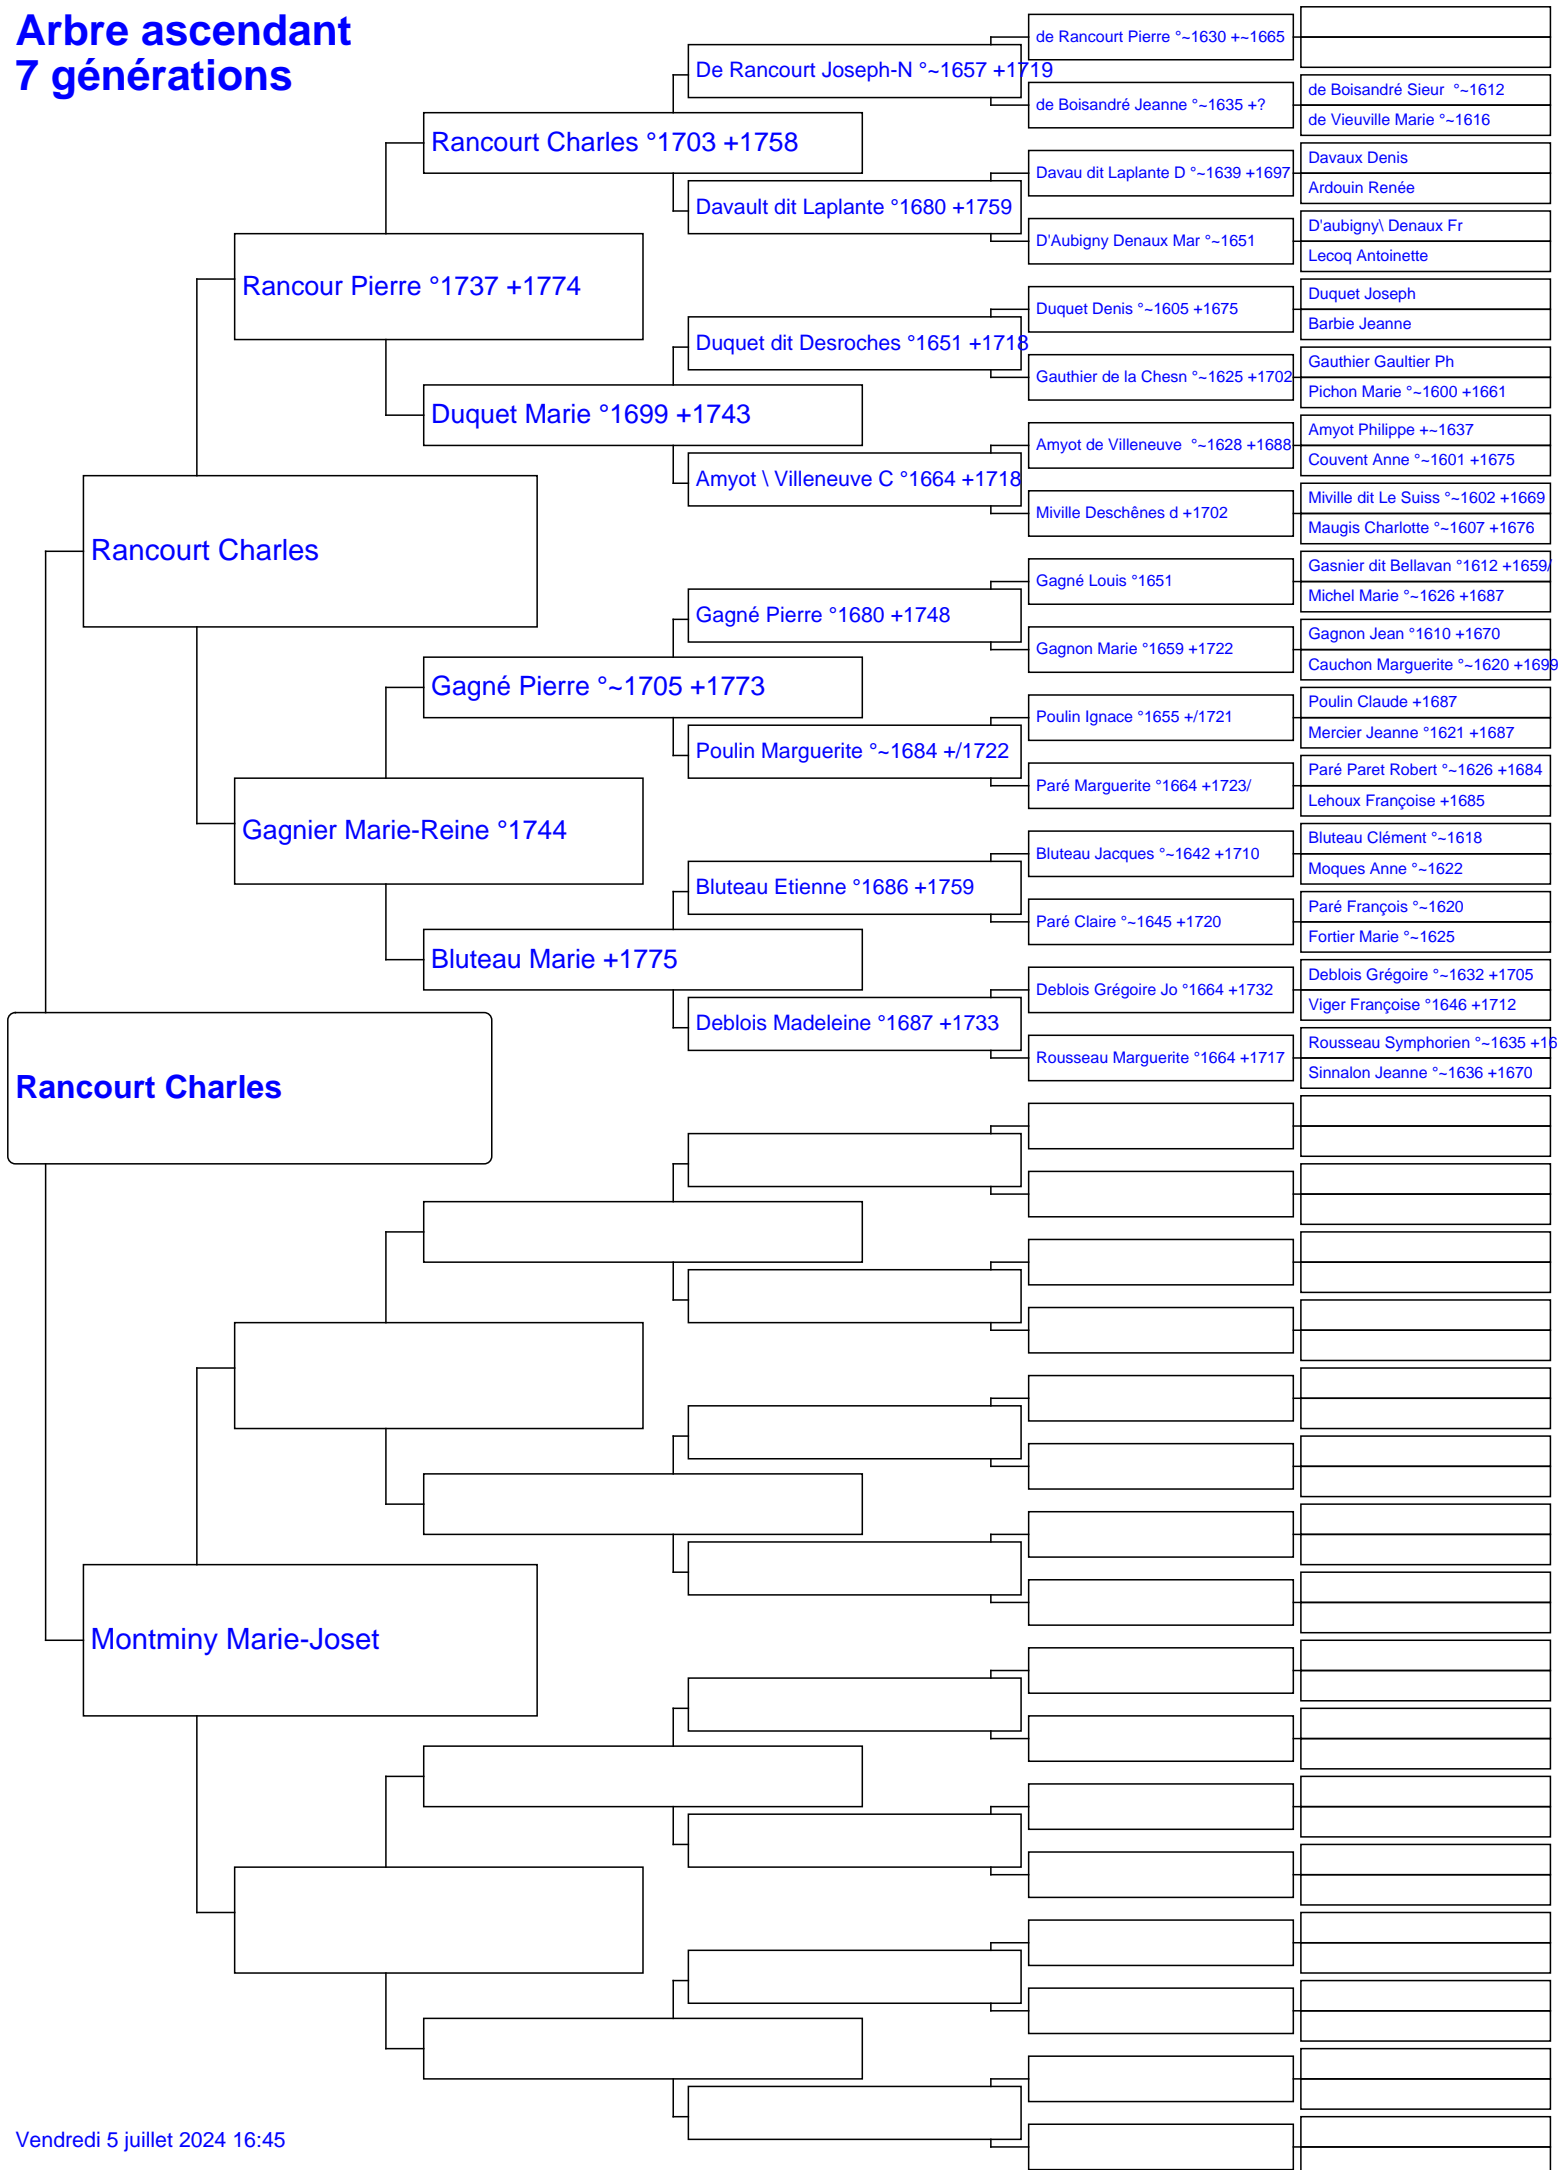 Arbre ascendant
7 générations
Rancourt Charles
Rancourt Charles
Montminy Marie-Joset
Rancour Pierre °1737 +1774
Gagnier Marie-Reine °1744
Rancourt Charles °1703 +1758
Duquet Marie °1699 +1743
Gagné Pierre °~1705 +1773
Bluteau Marie +1775
De Rancourt Joseph-N °~1657 +1719
Davault dit Laplante °1680 +1759
Duquet dit Desroches °1651 +1718
Amyot \ Villeneuve C °1664 +1718
Gagné Pierre °1680 +1748
Poulin Marguerite °~1684 +/1722
Bluteau Etienne °1686 +1759
Deblois Madeleine °1687 +1733
de Rancourt Pierre °~1630 +~1665
de Boisandré Jeanne °~1635 +?
Davau dit Laplante D °~1639 +1697
D'Aubigny Denaux Mar °~1651
Duquet Denis °~1605 +1675
Gauthier de la Chesn °~1625 +1702
Amyot de Villeneuve °~1628 +1688
Miville Deschênes d +1702
Gagné Louis °1651
Gagnon Marie °1659 +1722
Poulin Ignace °1655 +/1721
Paré Marguerite °1664 +1723/
Bluteau Jacques °~1642 +1710
Paré Claire °~1645 +1720
Deblois Grégoire Jo °1664 +1732
Rousseau Marguerite °1664 +1717
de Boisandré Sieur °~1612
de Vieuville Marie °~1616
Davaux Denis
Ardouin Renée
D'aubigny\ Denaux Fr
Lecoq Antoinette
Duquet Joseph
Barbie Jeanne
Gauthier Gaultier Ph
Pichon Marie °~1600 +1661
Amyot Philippe +~1637
Couvent Anne °~1601 +1675
Miville dit Le Suiss °~1602 +1669
Maugis Charlotte °~1607 +1676
Gasnier dit Bellavan °1612 +1659/
Michel Marie °~1626 +1687
Gagnon Jean °1610 +1670
Cauchon Marguerite °~1620 +1699
Poulin Claude +1687
Mercier Jeanne °1621 +1687
Paré Paret Robert °~1626 +1684
Lehoux Françoise +1685
Bluteau Clément °~1618
Moques Anne °~1622
Paré François °~1620
Fortier Marie °~1625
Deblois Grégoire °~1632 +1705
Viger Françoise °1646 +1712
Rousseau Symphorien °~1635 +16
Sinnalon Jeanne °~1636 +1670
Vendredi 5 juillet 2024 16:45